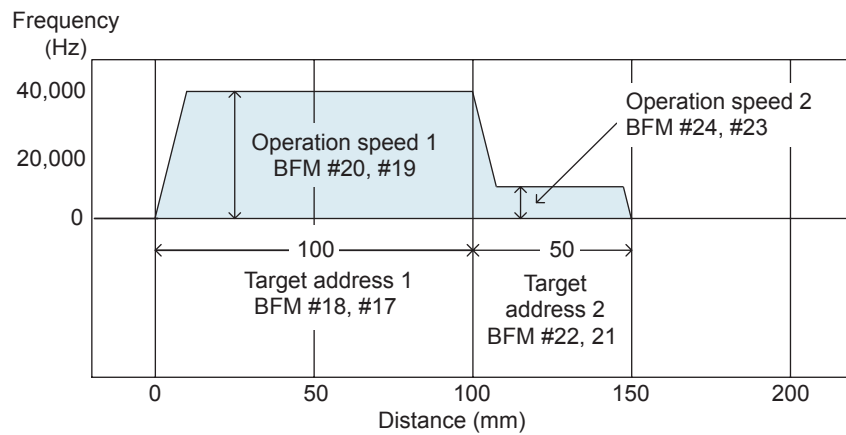 Frequency
(Hz)
40,000
20,000
0
Operation speed 1
BFM #20, #19
Operation speed 2
BFM #24, #23
100
50
Target address 1
BFM #18, #17
Target
address 2
BFM #22, 21
0
50
100
150
200
Distance (mm)